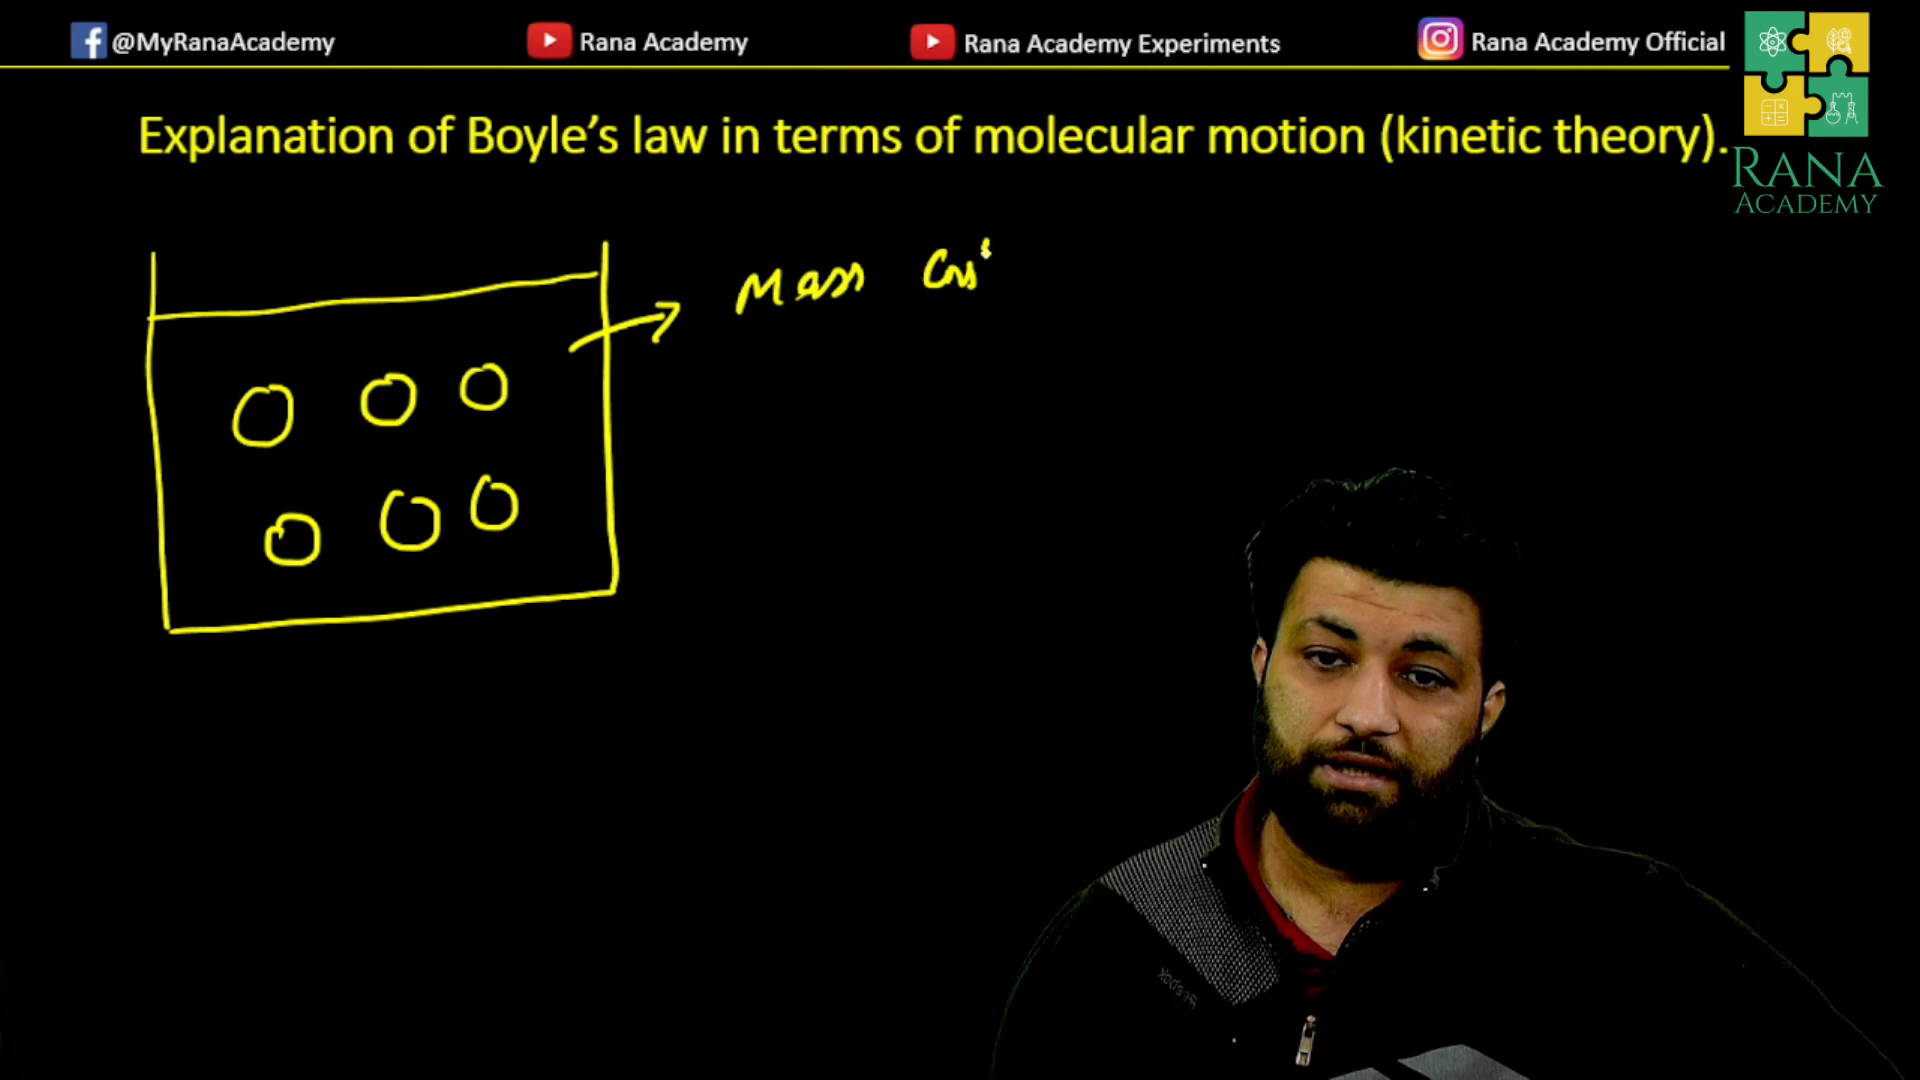 @MyRanaAcademy
Rana Academy
Rana Academy Experiments
Rana Academy Official
Explanation of Boyle's law in terms of molecular motion (kinetic theory).
RANA
ACADEMY
Mass